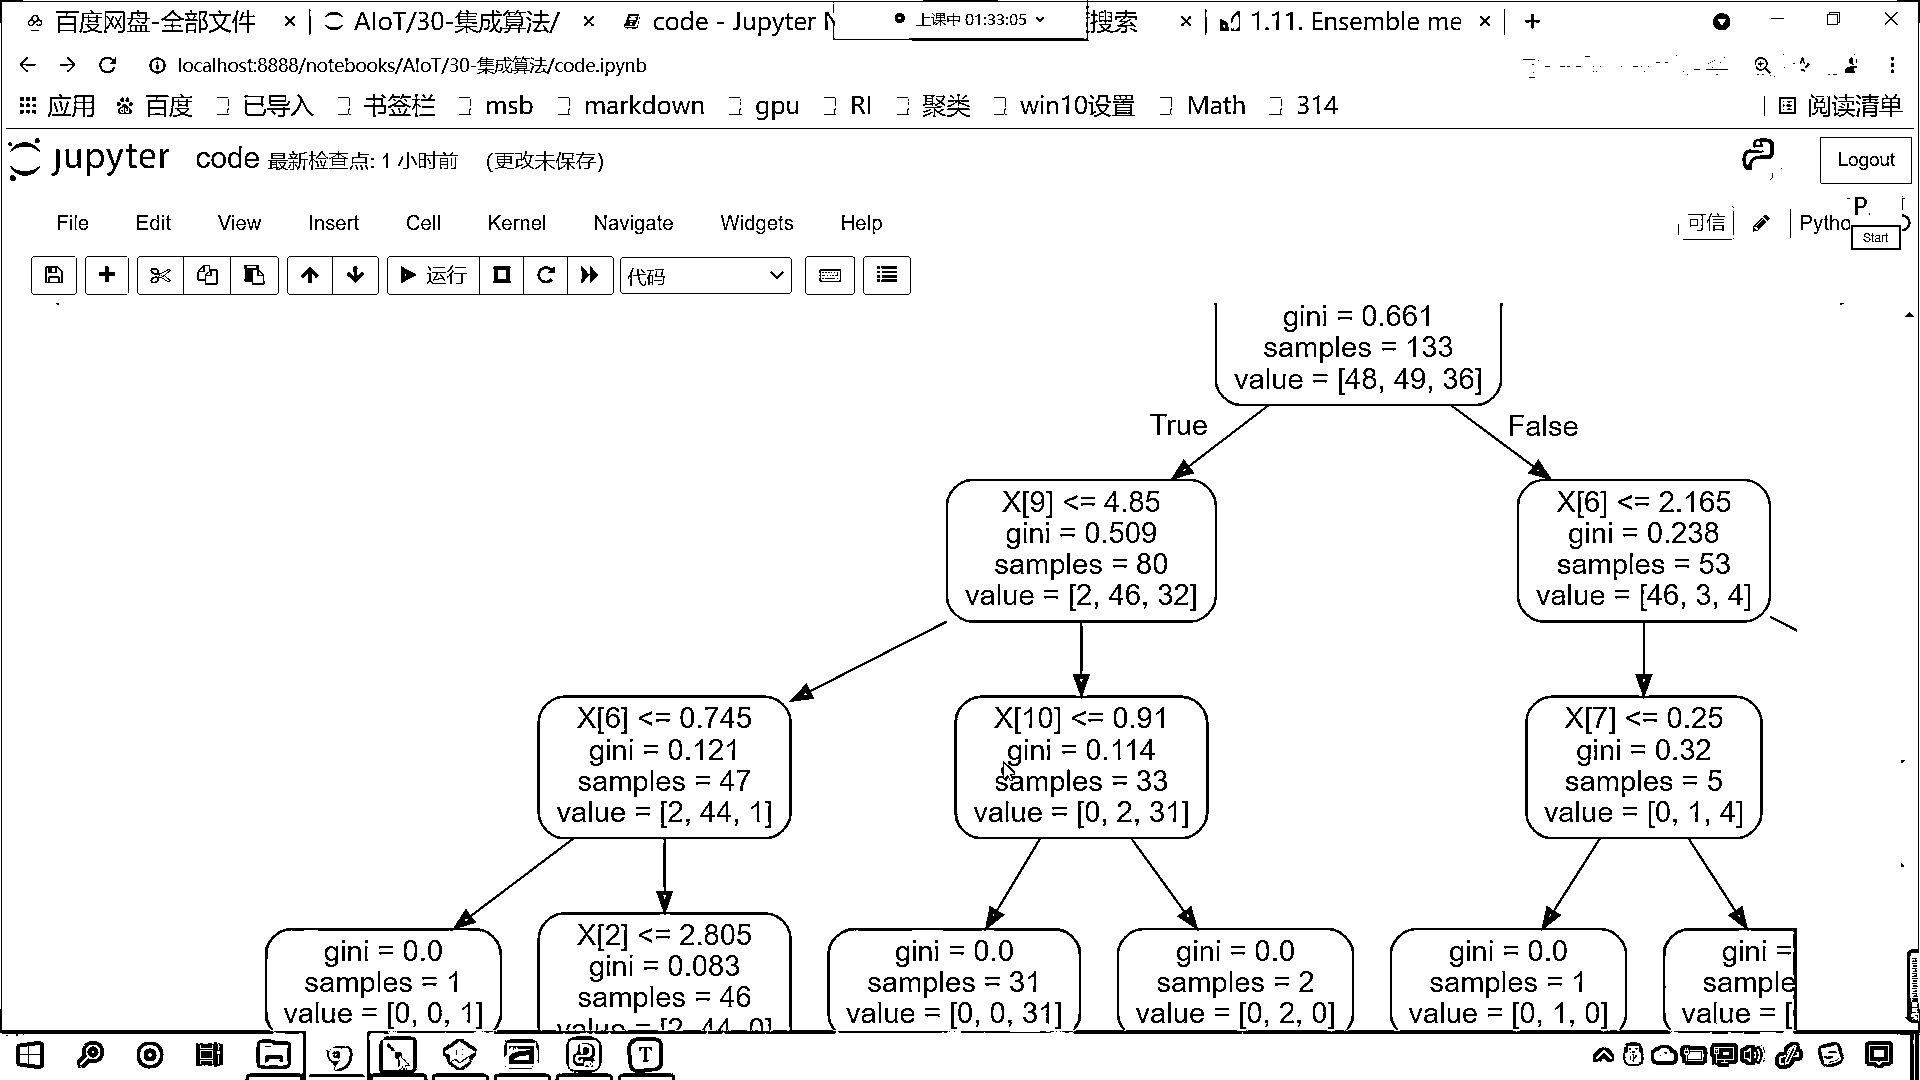 百度网盘-全部文件
AIoT/30-集成算法/
code - Jupyter N
上课中 01:33:05
搜索
1.11. Ensemble me
localhost:8888/notebooks/AIoT/30-集成算法/code.ipynb
应用 百度 已导入 书签栏 msb markdown gpu RI 聚类 win10设置 Math 314 阅读清单
jupyter code 最新检查点: 1 小时前 (更改未保存)
Logout
File Edit View Insert Cell Kernel Navigate Widgets Help
可信
Pytho
P
Start
运行
代码
gini = 0.661
samples = 133
value = [48, 49, 36]
True
False
X[9] <= 4.85
gini = 0.509
samples = 80
value = [2, 46, 32]
X[6] <= 2.165
gini = 0.238
samples = 53
value = [46, 3, 4]
X[6] <= 0.745
gini = 0.121
samples = 47
value = [2, 44, 1]
X[10] <= 0.91
gini = 0.114
samples = 33
value = [0, 2, 31]
X[7] <= 0.25
gini = 0.32
samples = 5
value = [0, 1, 4]
gini = 0.0
samples = 1
value = [0, 0, 1]
X[2] <= 2.805
gini = 0.083
samples = 46
value = [2, 44, 0]
gini = 0.0
samples = 31
value = [0, 0, 31]
gini = 0.0
samples = 2
value = [0, 2, 0]
gini = 0.0
samples = 1
value = [0, 1, 0]
gini =
sample
value = [